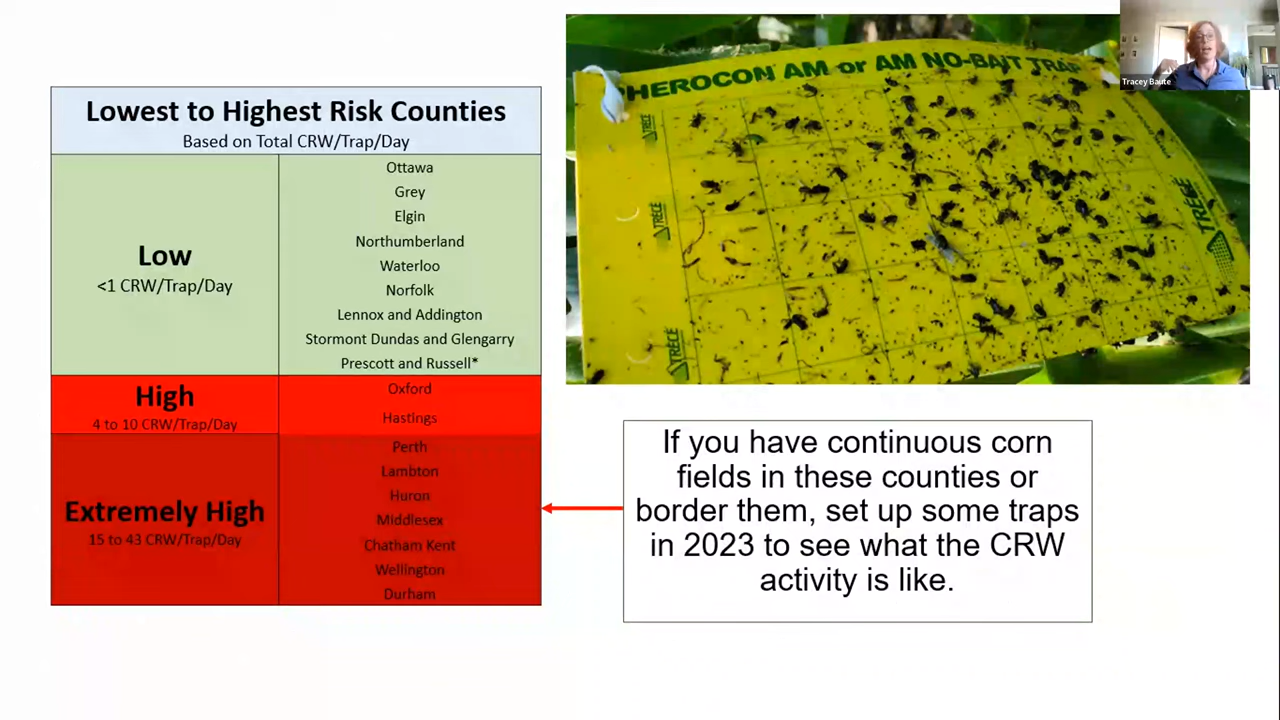 Lowest to Highest Risk Counties
Based on Total CRW/Trap/Day
Low
<1 CRW/Trap/Day
Ottawa
Grey
Elgin
Northumberland
Waterloo
Norfolk
Lennox and Addington
Stormont Dundas and Glengarry
Prescott and Russell*
High
4 to 10 CRW/Trap/Day
Oxford
Hastings
Extremely High
15 to 43 CRW/Trap/Day
Perth
Lambton
Huron
Middlesex
Chatham Kent
Wellington
Durham
PHEROCON AM or AM NO-BAIT TRAP
TRÉCÉ
TRÉCÉ
TRÉCÉ
TRÉCÉ
Tracey Baute
If you have continuous corn
fields in these counties or
border them, set up some traps
in 2023 to see what the CRW
activity is like.